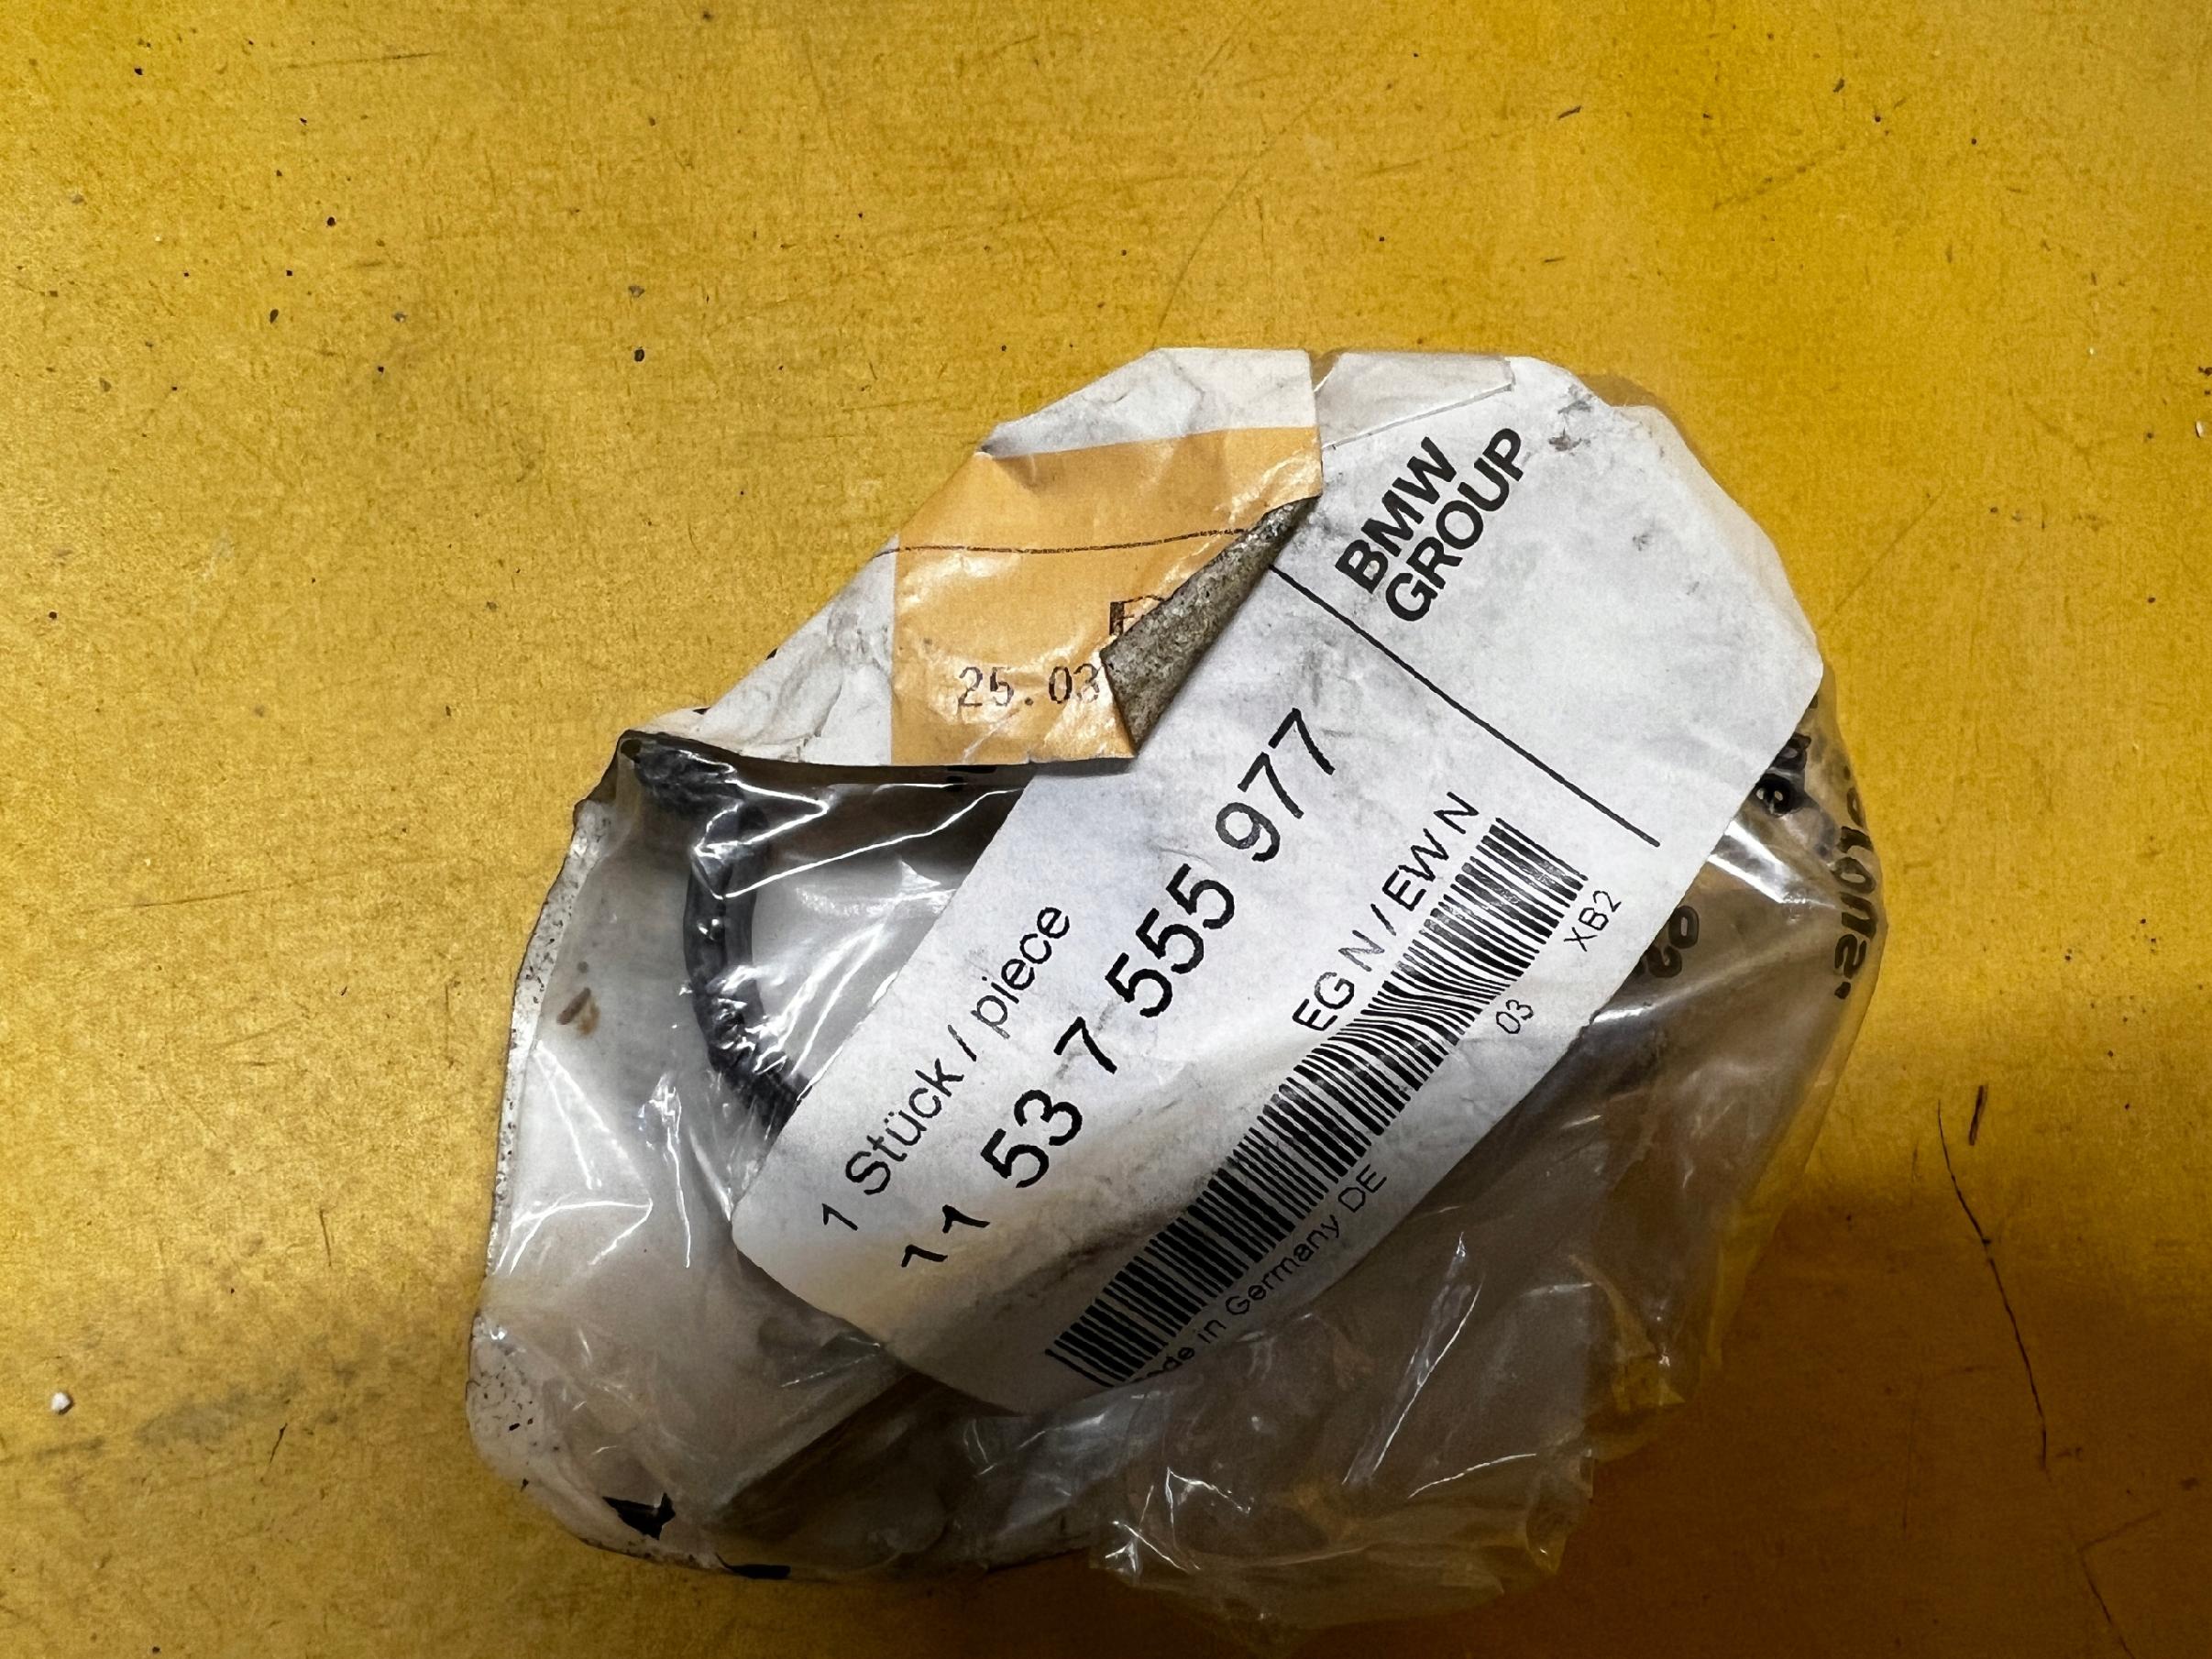 BMW
GROUP
25.03
1 Stück / piece
11 53 7 555 977
EG N / EW N
XB2
03
in Germany DE